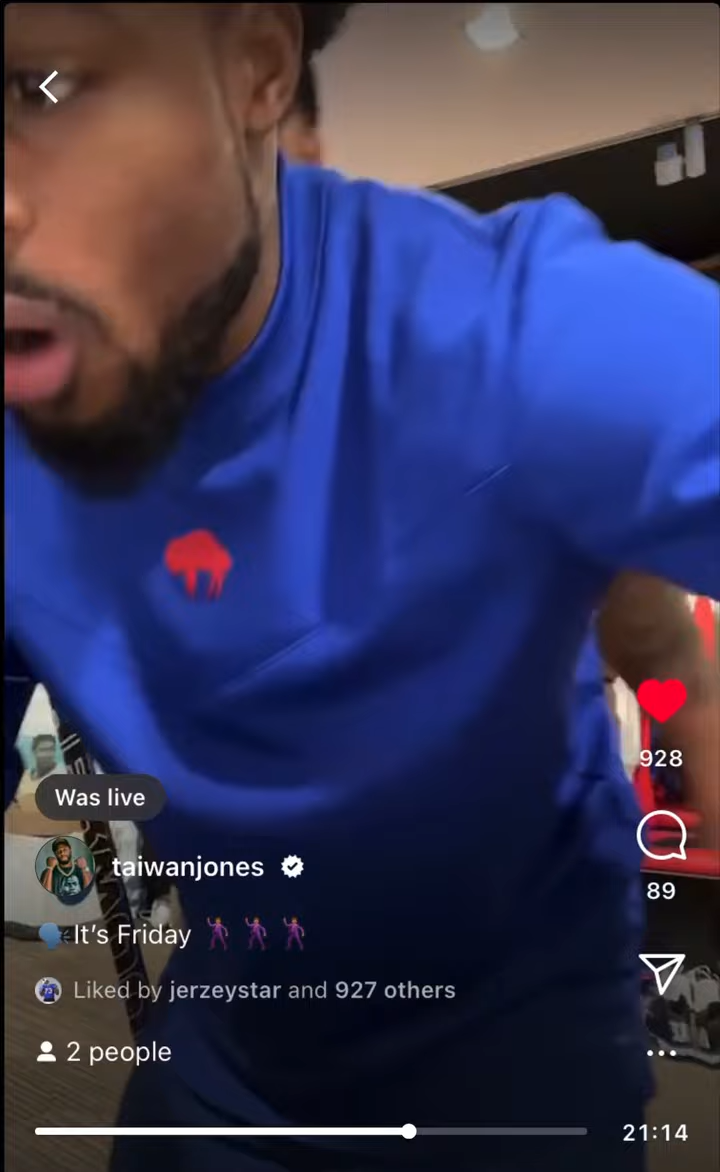 Was live
taiwanjones
🗣️It’s Friday 🕺🏽🕺🏽🕺🏽
Liked by jerzeystar and 927 others
2 people
928
89
21:14